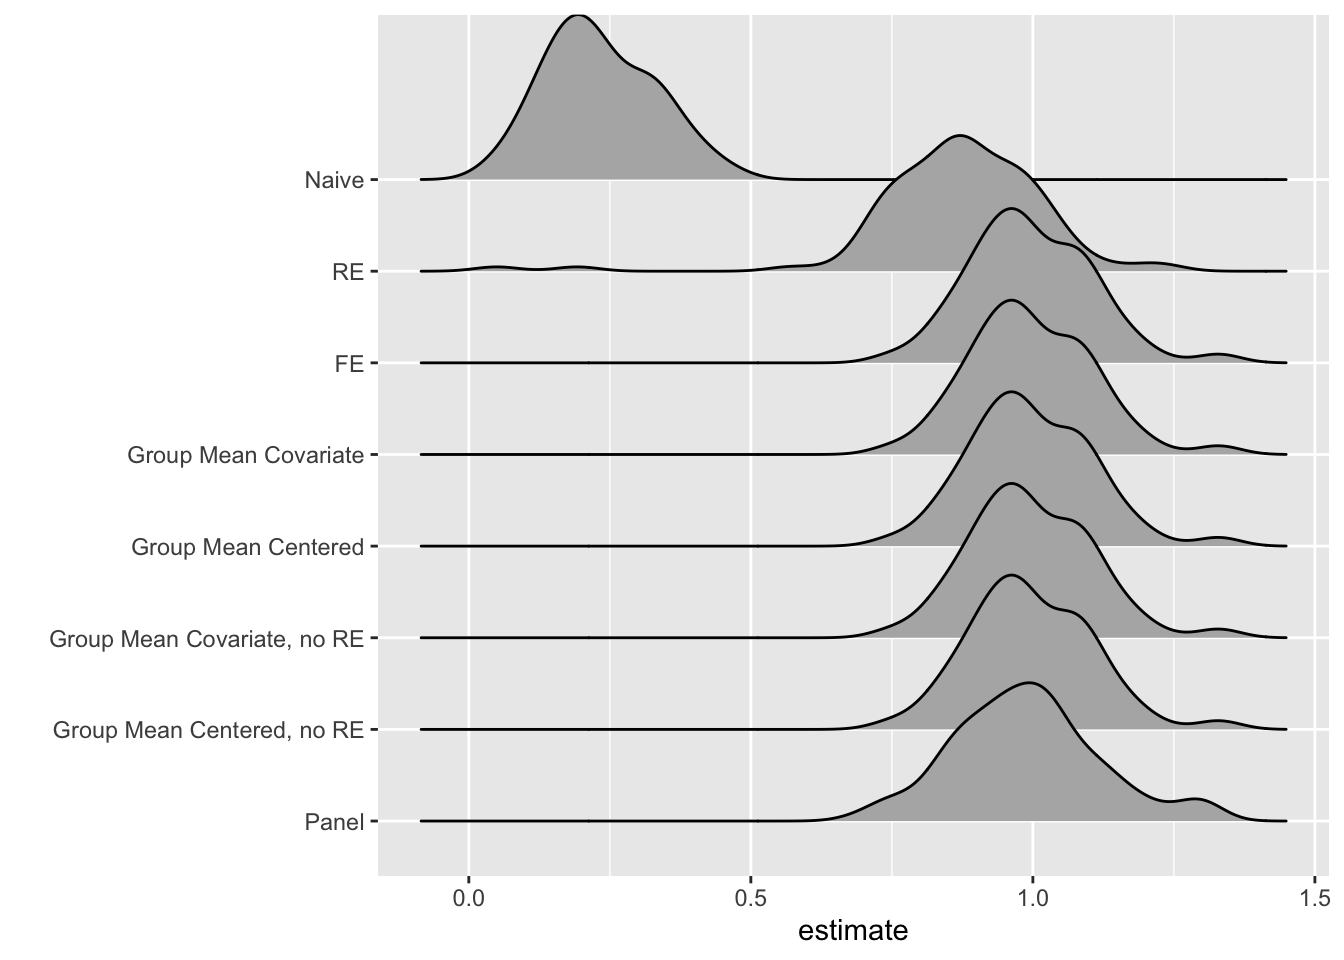 Naive
RE
FE
Group Mean Covariate
Group Mean Centered
Group Mean Covariate, no RE
Group Mean Centered, no RE
Panel
0.0 0.5 1.0 1.5
estimate